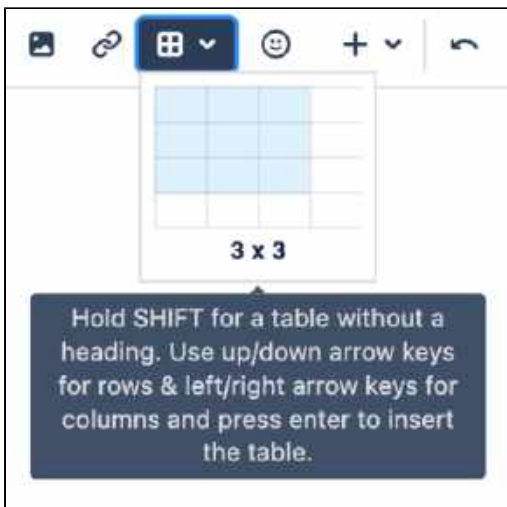 3 x 3
Hold SHIFT for a table without a
heading. Use up/down arrow keys
for rows & left/right arrow keys for
columns and press enter to insert
the table.